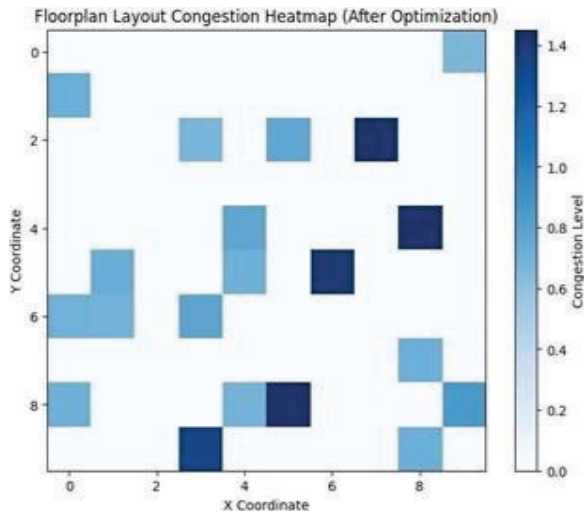 Floorplan Layout Congestion Heatmap (After Optimization)
0
2
4
6
8
Y Coordinate
0 2 4 6 8
X Coordinate
1.4
1.2
1.0
0.8
0.6
0.4
0.2
0.0
Congestion Level